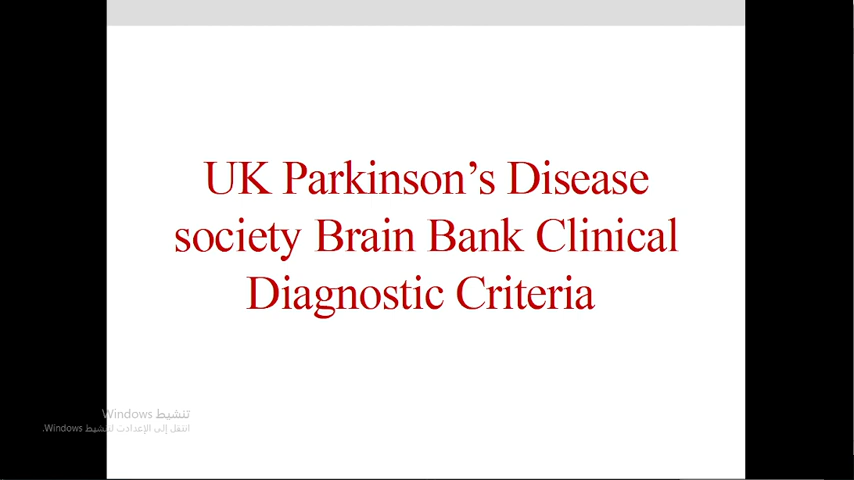 UK Parkinson’s Disease
society Brain Bank Clinical
Diagnostic Criteria
تنشيط Windows
انتقل إلى الإعدادات لتنشيط Windows.